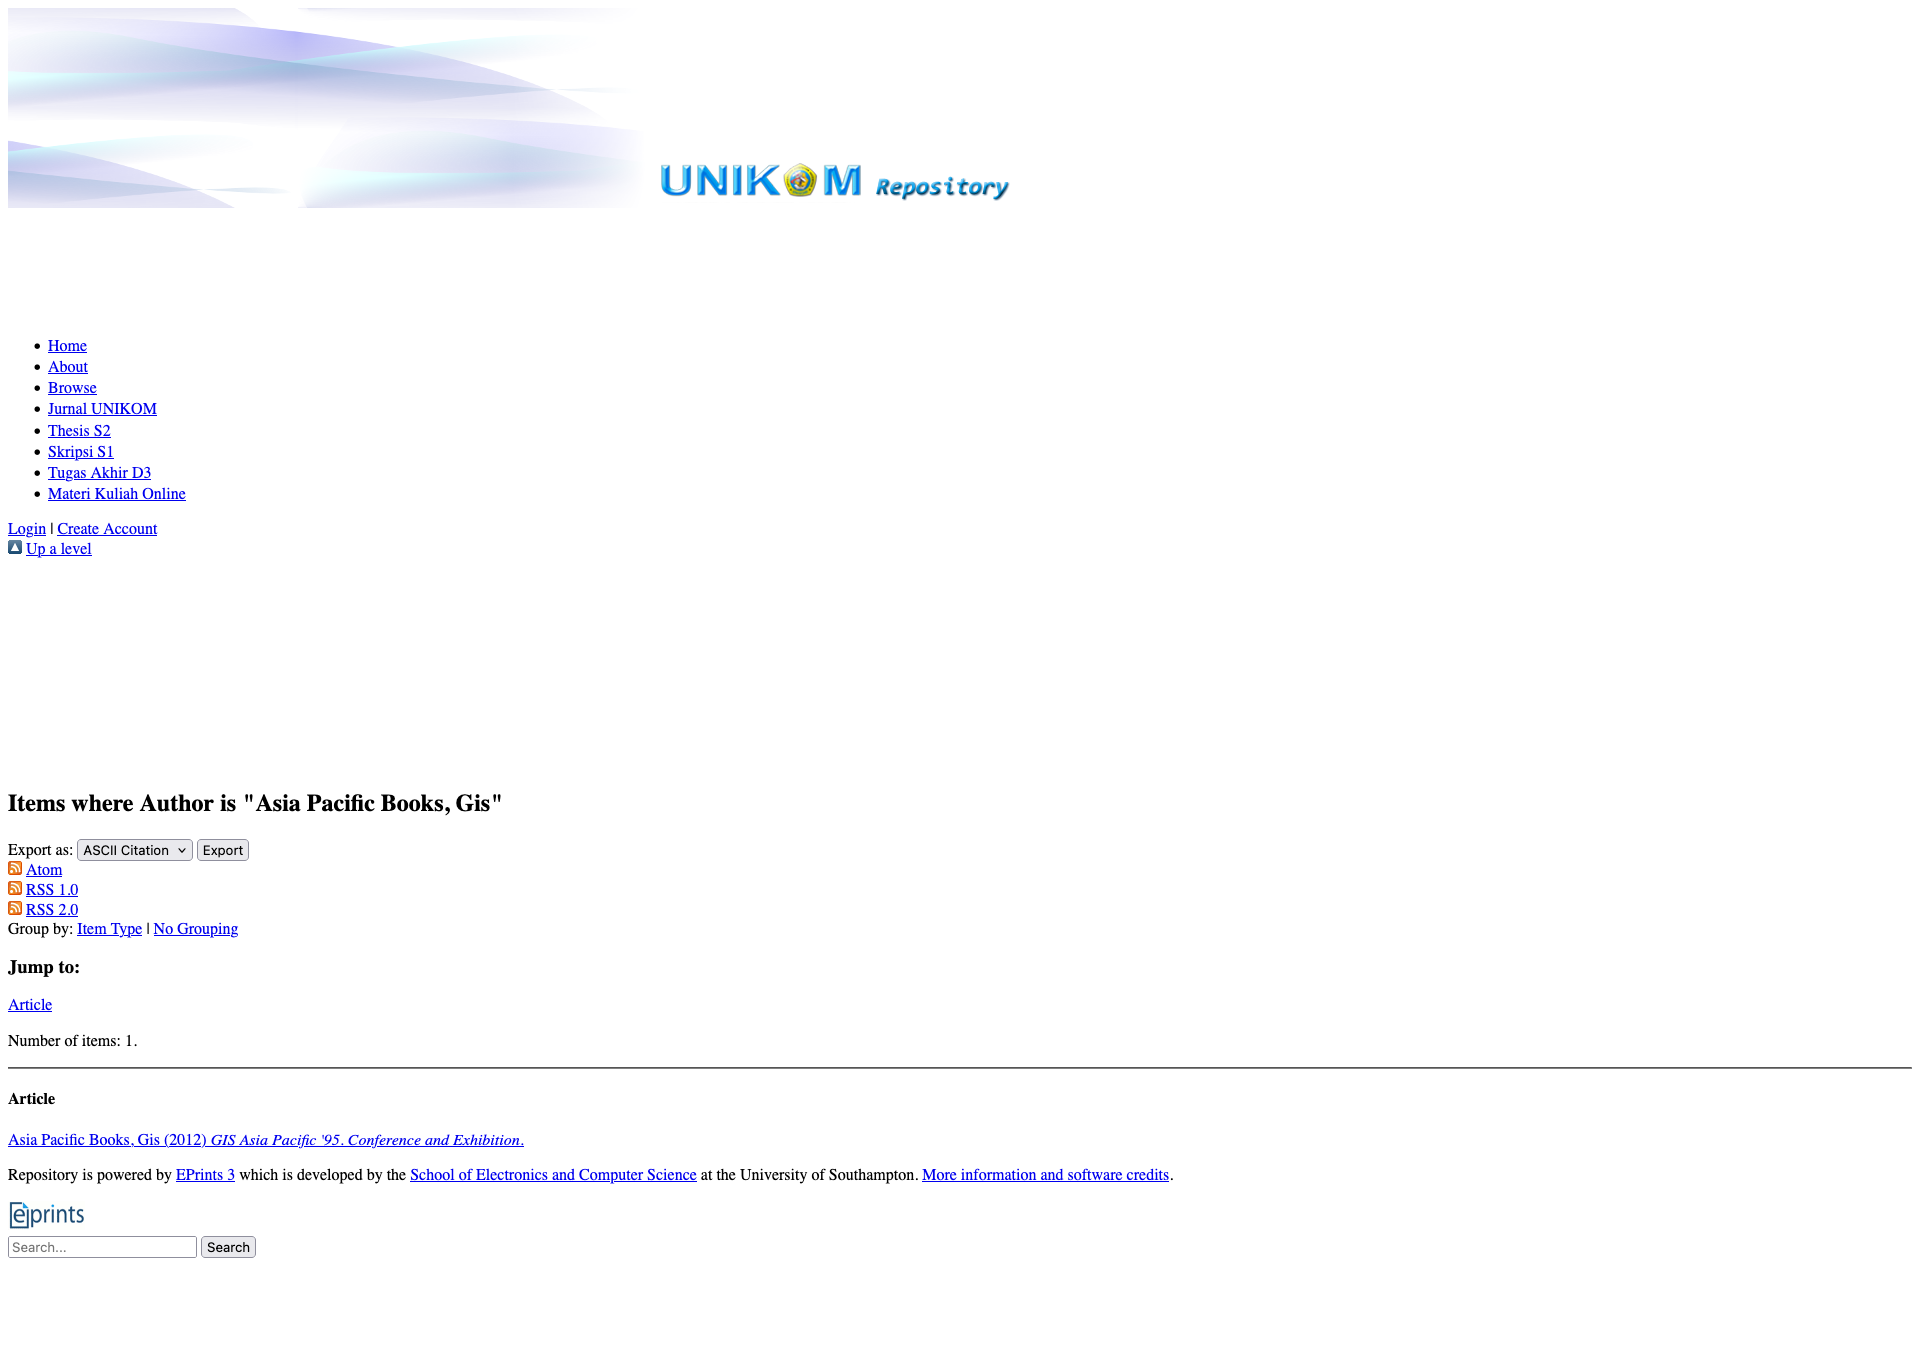 UNIKOM Repository
Home
About
Browse
Jurnal UNIKOM
Thesis S2
Skripsi S1
Tugas Akhir D3
Materi Kuliah Online
Login | Create Account
Up a level
Items where Author is "Asia Pacific Books, Gis"
Export as: ASCII Citation Export
Atom
RSS 1.0
RSS 2.0
Group by: Item Type | No Grouping
Jump to:
Article
Number of items: 1.
Article
Asia Pacific Books, Gis (2012) GIS Asia Pacific '95. Conference and Exhibition.
Repository is powered by EPrints 3 which is developed by the School of Electronics and Computer Science at the University of Southampton. More information and software credits.
eprints
Search... Search